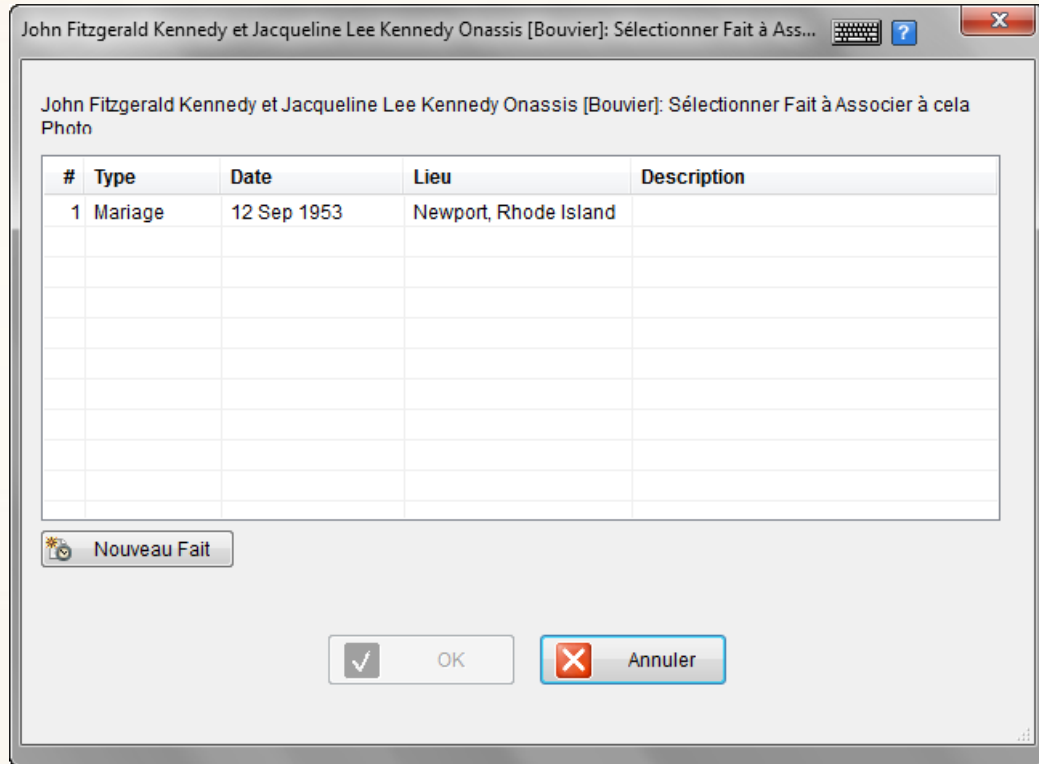 John Fitzgerald Kennedy et Jacqueline Lee Kennedy Onassis [Bouvier]: Sélectionner Fait à Ass...
?
John Fitzgerald Kennedy et Jacqueline Lee Kennedy Onassis [Bouvier]: Sélectionner Fait à Associer à cela
Photo
# Type Date Lieu Description
1 Mariage 12 Sep 1953 Newport, Rhode Island
Nouveau Fait
OK Annuler